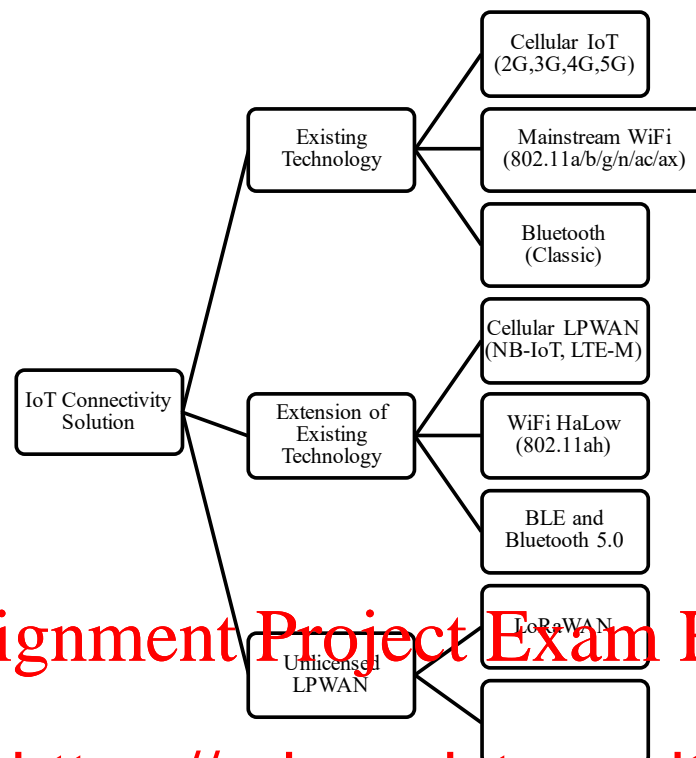 Cellular IoT
(2G,3G,4G,5G)
Existing
Technology
Mainstream WiFi
(802.11a/b/g/n/ac/ax)
Bluetooth
(Classic)
Cellular LPWAN
(NB-IoT, LTE-M)
IoT Connectivity
Solution
Extension of
Existing
Technology
WiFi HaLow
(802.11ah)
BLE and
Bluetooth 5.0
LoRaWAN
ignment Project Exam
Unlicensed
LPWAN